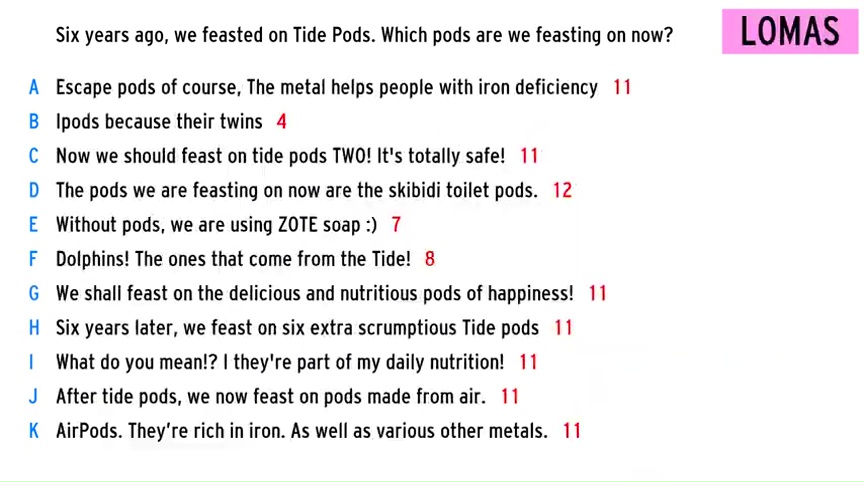 Six years ago, we feasted on Tide Pods. Which pods are we feasting on now?
LOMAS
A Escape pods of course, The metal helps people with iron deficiency 11
B Ipods because their twins 4
C Now we should feast on tide pods TWO! It's totally safe! 11
D The pods we are feasting on now are the skibidi toilet pods. 12
E Without pods, we are using ZOTE soap :) 7
F Dolphins! The ones that come from the Tide! 8
G We shall feast on the delicious and nutritious pods of happiness! 11
H Six years later, we feast on six extra scrumptious Tide pods 11
I What do you mean!? I they're part of my daily nutrition! 11
J After tide pods, we now feast on pods made from air. 11
K AirPods. They’re rich in iron. As well as various other metals. 11